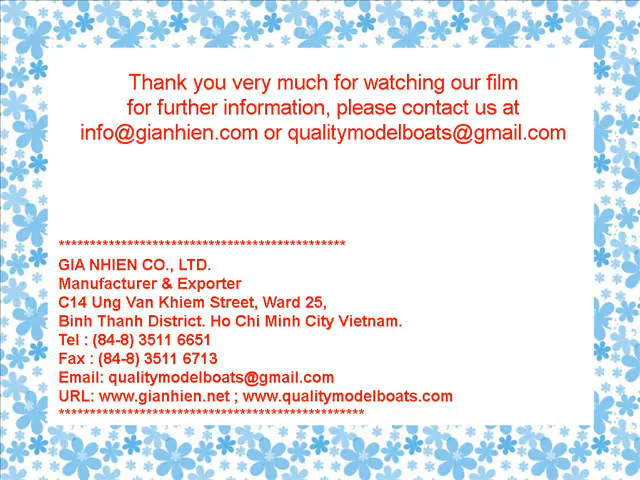 Thank you very much for watching our film
for further information, please contact us at
info@gianhien.com or qualitymodelboats@gmail.com
**********************************************
GIA NHIEN CO., LTD.
Manufacturer & Exporter
C14 Ung Van Khiem Street, Ward 25,
Binh Thanh District. Ho Chi Minh City Vietnam.
Tel : (84-8) 3511 6651
Fax : (84-8) 3511 6713
Email: qualitymodelboats@gmail.com
URL: www.gianhien.net ; www.qualitymodelboats.com
*************************************************